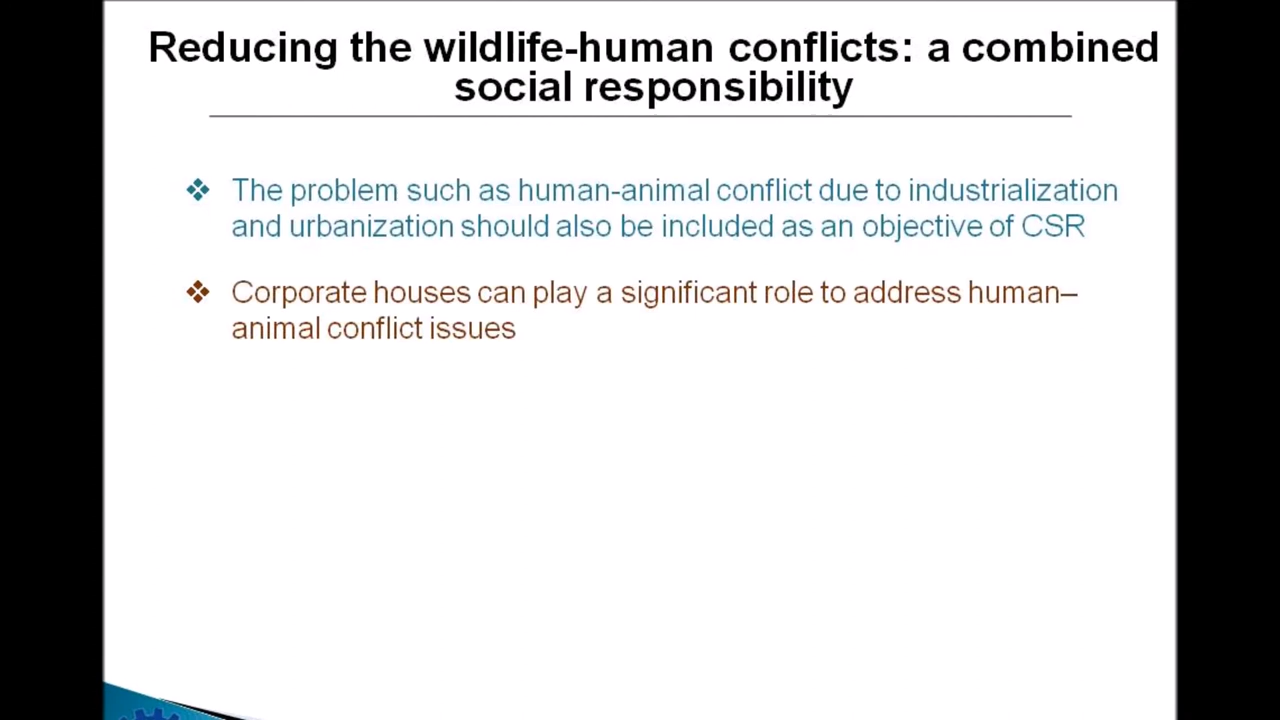 Reducing the wildlife-human conflicts: a combined
social responsibility
The problem such as human-animal conflict due to industrialization
and urbanization should also be included as an objective of CSR
Corporate houses can play a significant role to address human–
animal conflict issues